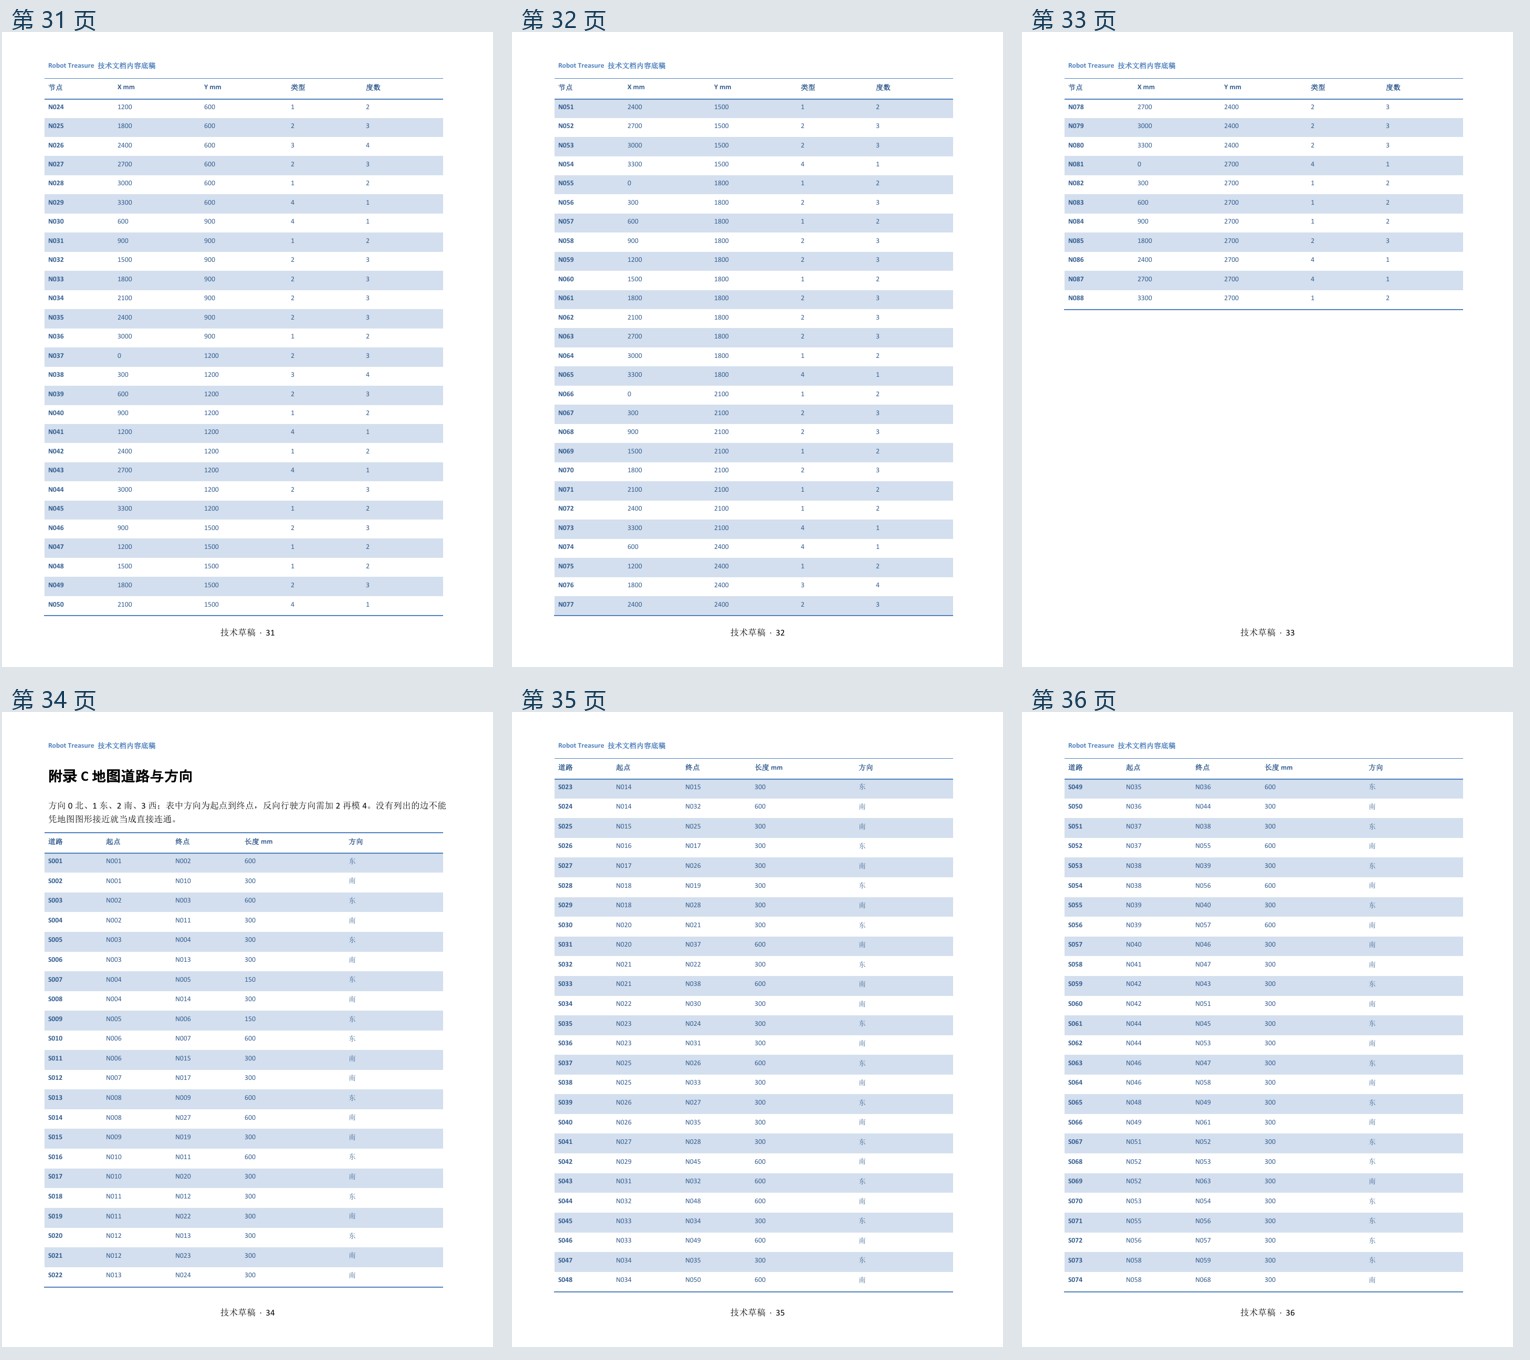 第 31 页
Robot Treasure 技术文档内容底稿
节点 X mm Y mm 类型 度数
N024 1200 600 1 2
N025 1800 600 2 3
N026 2400 600 3 4
N027 2700 600 2 3
N028 3000 600 1 2
N029 3300 600 4 1
N030 600 900 4 1
N031 900 900 1 2
N032 1500 900 2 3
N033 1800 900 2 3
N034 2100 900 2 3
N035 2400 900 2 3
N036 3000 900 1 2
N037 0 1200 2 3
N038 300 1200 3 4
N039 600 1200 2 3
N040 900 1200 1 2
N041 1200 1200 4 1
N042 2400 1200 1 2
N043 2700 1200 4 1
N044 3000 1200 2 3
N045 3300 1200 1 2
N046 900 1500 2 3
N047 1200 1500 1 2
N048 1500 1500 1 2
N049 1800 1500 2 3
N050 2100 1500 4 1
技术草稿 · 31
第 32 页
Robot Treasure 技术文档内容底稿
节点 X mm Y mm 类型 度数
N051 2400 1500 1 2
N052 2700 1500 2 3
N053 3000 1500 2 3
N054 3300 1500 4 1
N055 0 1800 1 2
N056 300 1800 2 3
N057 600 1800 1 2
N058 900 1800 2 3
N059 1200 1800 2 3
N060 1500 1800 1 2
N061 1800 1800 2 3
N062 2100 1800 2 3
N063 2700 1800 2 3
N064 3000 1800 1 2
N065 3300 1800 4 1
N066 0 2100 1 2
N067 300 2100 2 3
N068 900 2100 2 3
N069 1500 2100 1 2
N070 1800 2100 2 3
N071 2100 2100 1 2
N072 2400 2100 1 2
N073 3300 2100 4 1
N074 600 2400 4 1
N075 1200 2400 1 2
N076 1800 2400 3 4
N077 2400 2400 2 3
技术草稿 · 32
第 33 页
Robot Treasure 技术文档内容底稿
节点 X mm Y mm 类型 度数
N078 2700 2400 2 3
N079 3000 2400 2 3
N080 3300 2400 2 3
N081 0 2700 4 1
N082 300 2700 1 2
N083 600 2700 1 2
N084 900 2700 1 2
N085 1800 2700 2 3
N086 2400 2700 4 1
N087 2700 2700 4 1
N088 3300 2700 1 2
技术草稿 · 33
第 34 页
Robot Treasure 技术文档内容底稿
附录 C 地图道路与方向
方向 0 北、1 东、2 南、3 西；表中方向为起点到终点，反向行驶方向需加 2 再模 4。没有列出的边不能
凭地图图形接近就当成直接连通。
道路 起点 终点 长度 mm 方向
S001 N001 N002 600 东
S002 N001 N010 300 南
S003 N002 N003 600 东
S004 N002 N011 300 南
S005 N003 N004 300 东
S006 N003 N013 300 南
S007 N004 N005 150 东
S008 N004 N014 300 南
S009 N005 N006 150 东
S010 N006 N007 600 东
S011 N006 N015 300 南
S012 N007 N017 300 南
S013 N008 N009 600 东
S014 N008 N027 600 南
S015 N009 N019 300 南
S016 N010 N011 600 东
S017 N010 N020 300 南
S018 N011 N012 300 东
S019 N011 N022 300 南
S020 N012 N013 300 东
S021 N012 N023 300 南
S022 N013 N024 300 南
技术草稿 · 34
第 35 页
Robot Treasure 技术文档内容底稿
道路 起点 终点 长度 mm 方向
S023 N014 N015 300 东
S024 N014 N032 600 南
S025 N015 N025 300 南
S026 N016 N017 300 东
S027 N017 N026 300 南
S028 N018 N019 300 东
S029 N018 N028 300 南
S030 N020 N021 300 东
S031 N020 N037 600 南
S032 N021 N022 300 东
S033 N021 N038 600 南
S034 N022 N030 300 南
S035 N023 N024 300 东
S036 N023 N031 300 南
S037 N025 N026 600 东
S038 N025 N033 300 南
S039 N026 N027 300 东
S040 N026 N035 300 南
S041 N027 N028 300 东
S042 N029 N045 600 南
S043 N031 N032 600 东
S044 N032 N048 600 南
S045 N033 N034 300 东
S046 N033 N049 600 南
S047 N034 N035 300 东
S048 N034 N050 600 南
技术草稿 · 35
第 36 页
Robot Treasure 技术文档内容底稿
道路 起点 终点 长度 mm 方向
S049 N035 N036 600 东
S050 N036 N044 300 南
S051 N037 N038 300 东
S052 N037 N055 600 南
S053 N038 N039 300 东
S054 N038 N056 600 南
S055 N039 N040 300 东
S056 N039 N057 600 南
S057 N040 N046 300 南
S058 N041 N047 300 南
S059 N042 N043 300 东
S060 N042 N051 300 南
S061 N044 N045 300 东
S062 N044 N053 300 南
S063 N046 N047 300 东
S064 N046 N058 300 南
S065 N048 N049 300 东
S066 N049 N061 300 南
S067 N051 N052 300 东
S068 N052 N053 300 东
S069 N052 N063 300 南
S070 N053 N054 300 东
S071 N055 N056 300 东
S072 N056 N057 300 东
S073 N058 N059 300 东
S074 N058 N068 300 南
技术草稿 · 36